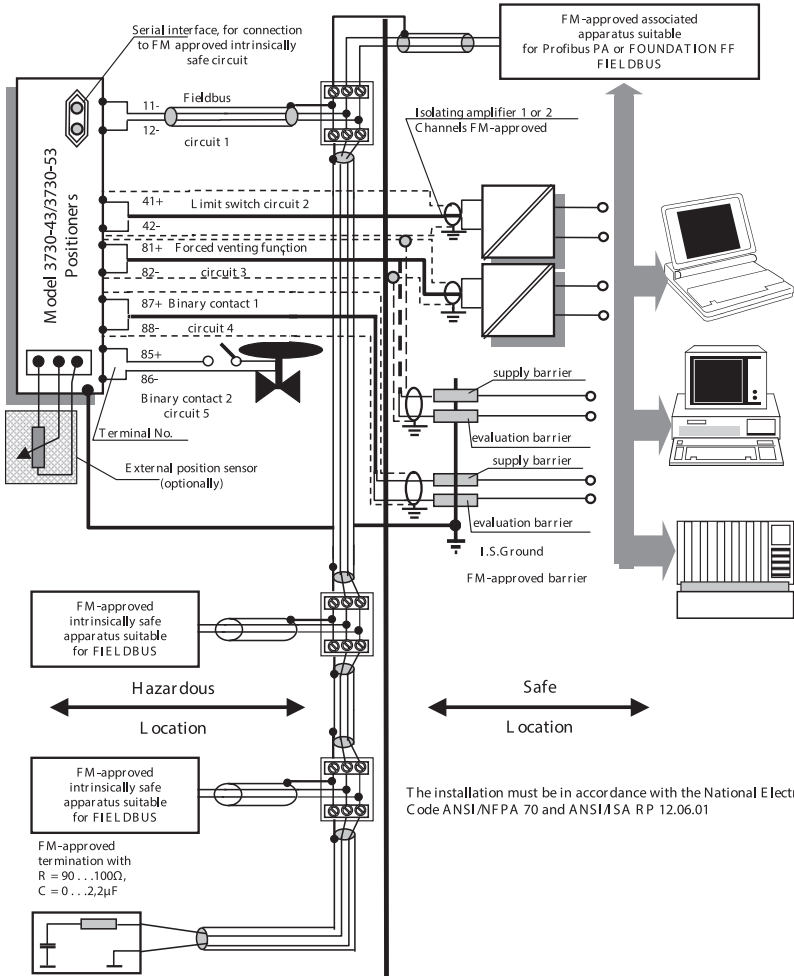 Serial interface, for connection
to FM approved intrinsically
safe circuit
FM-approved associated
apparatus suitable
for Profibus PA or FOUNDATION FF
FIELDBUS
Model 3730-43/3730-53
Positioners
11-
Fieldbus
12-
circuit 1
Isolating amplifier 1 or 2
Channels FM-approved
41+
Limit switch circuit 2
42-
81+
Forced venting function
82-
circuit 3
87+ Binary contact 1
88-
circuit 4
85+
86-
Binary contact 2
circuit 5
Terminal No.
External position sensor
(optionally)
supply barrier
evaluation barrier
supply barrier
evaluation barrier
I.S.Ground
FM-approved barrier
FM-approved
intrinsically safe
apparatus suitable
for FIELDBUS
Hazardous
Location
Safe
Location
FM-approved
intrinsically safe
apparatus suitable
for FIELDBUS
The installation must be in accordance with the National Electr
Code ANSI/NFPA 70 and ANSI/ISA RP 12.06.01
FM-approved
termination with
R = 90 ...100Ω,
C = 0 ...2,2µF